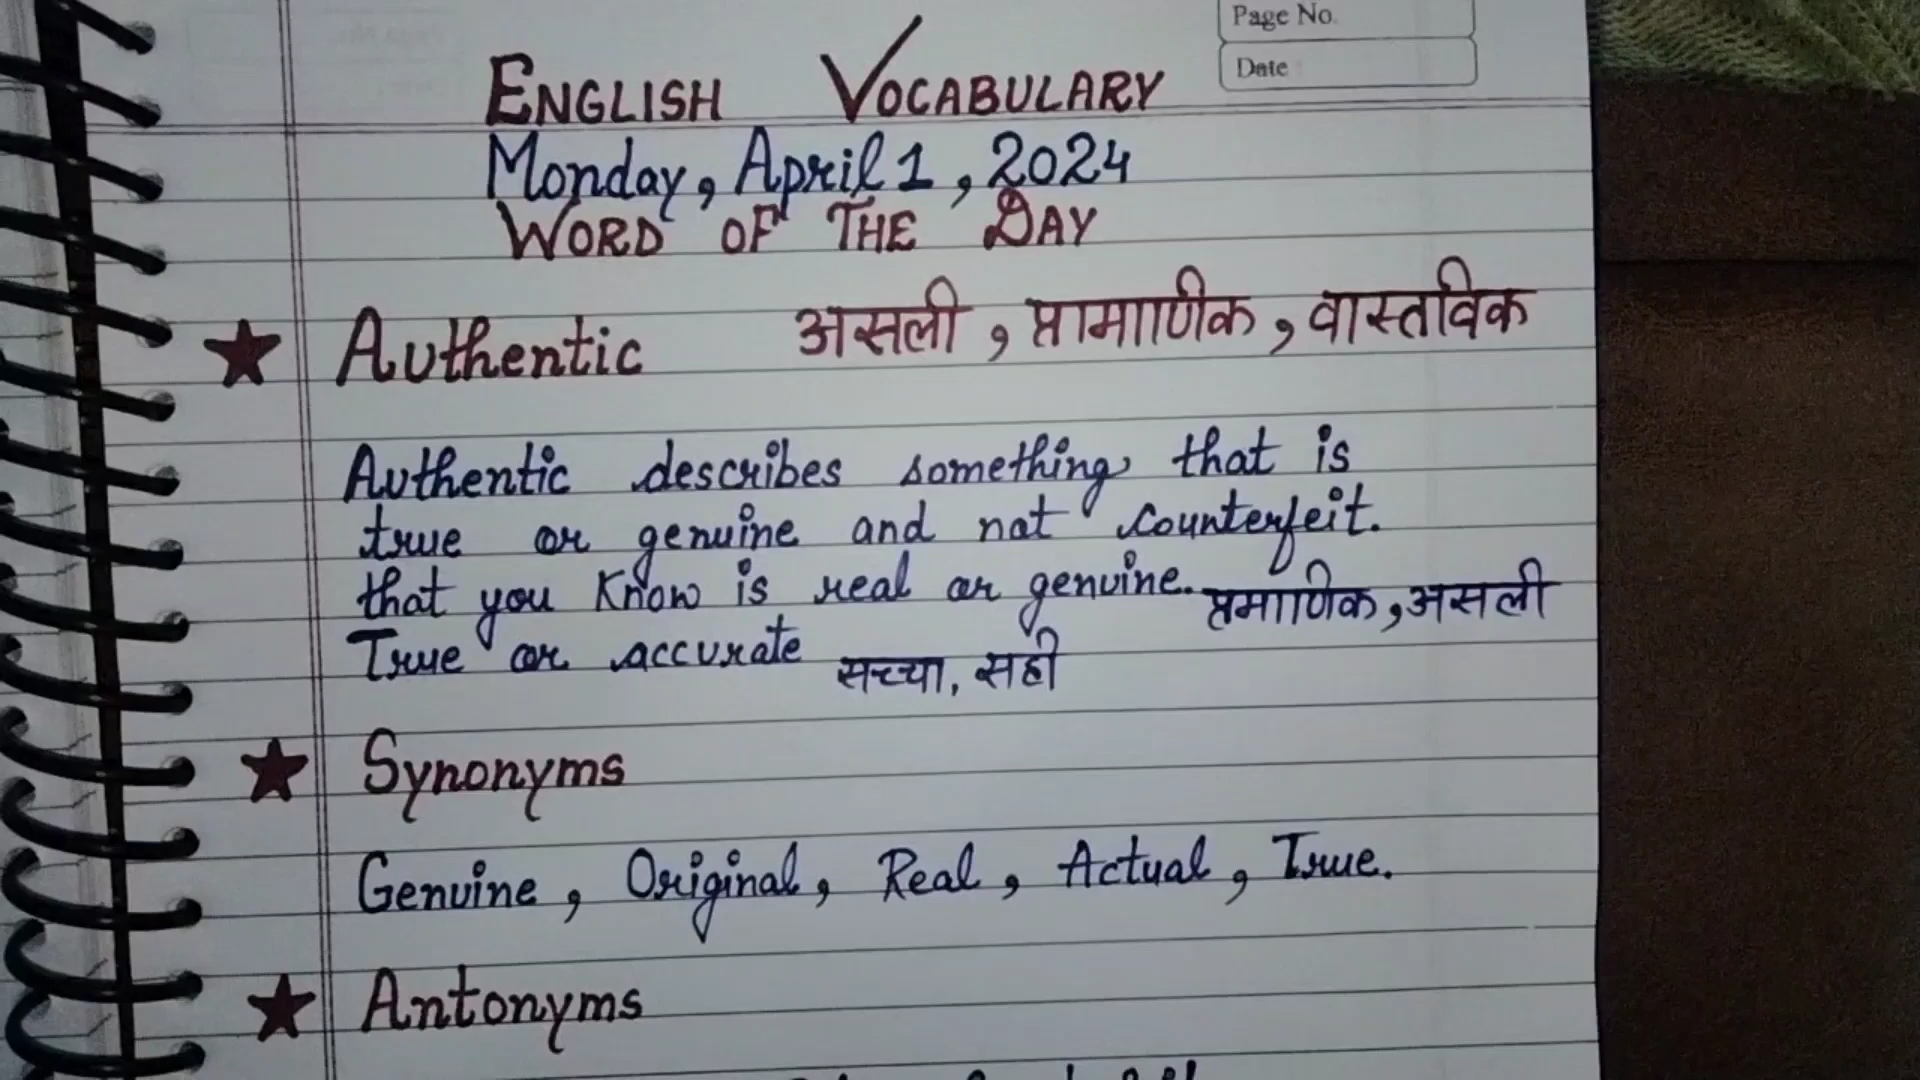 Page No.
Date
ENGLISH VOCABULARY
Monday, April 1, 2024
WORD OF THE DAY
Authentic असली, प्रामाणिक, वास्तविक
Authentic describes something that is
true or genuine and not counterfeit.
that you know is real or genuine. प्रमाणिक, असली
True or accurate सच्चा, सही
Synonyms
Genuine, Original, Real, Actual, True.
Antonyms